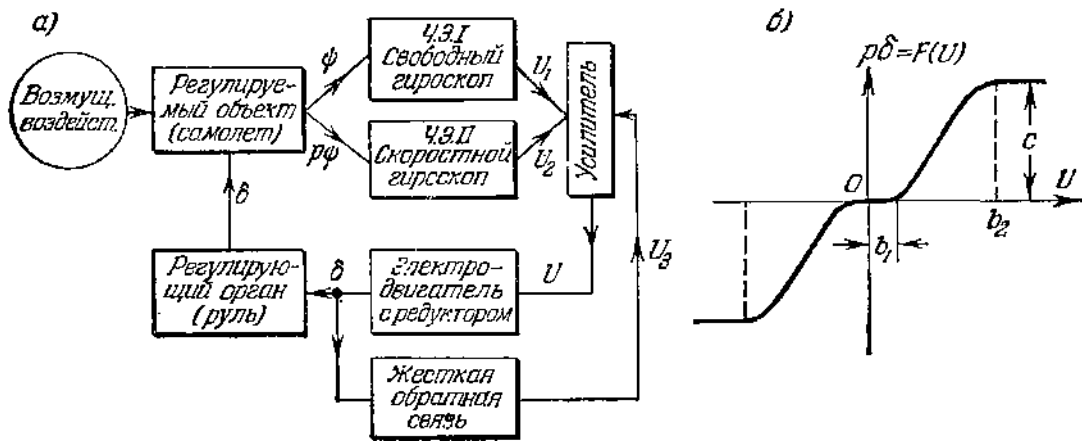 а)
Возмущ.
воздейст.
Регулируе-
мый объект
(самолет)
ψ
pψ
Ч.Э.I
Свободный
гироскоп
Ч.Э.II
Скоростной
гироскоп
U₁
U₂
Усилитель
δ
Регулирую-
щий орган
(руль)
δ
Электро-
двигатель
с редуктором
U
U₃
Жесткая
обратная
связь
б)
pδ=F(U)
0
b₁
b₂
c
U